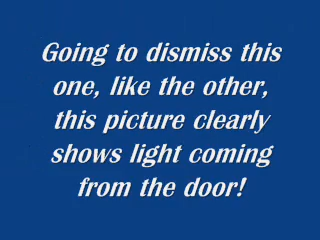 Going to dismiss this
one, like the other,
this picture clearly
shows light coming
from the door!